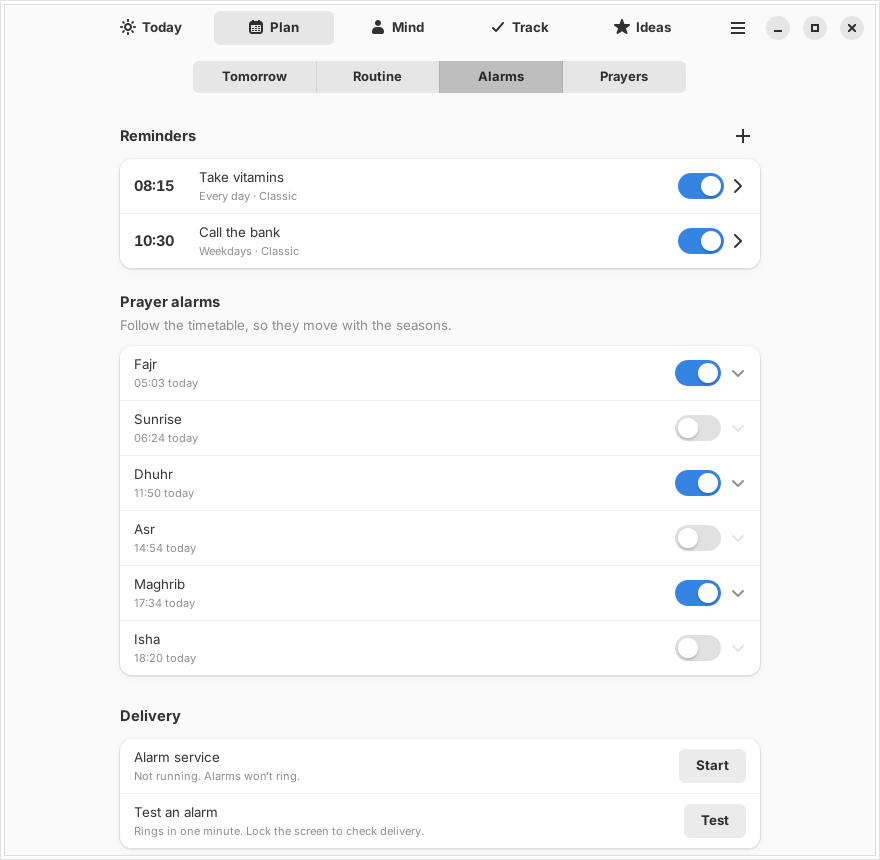 Today
Plan
Mind
Track
Ideas
Tomorrow
Routine
Alarms
Prayers
Reminders
08:15
Take vitamins
Every day · Classic
10:30
Call the bank
Weekdays · Classic
Prayer alarms
Follow the timetable, so they move with the seasons.
Fajr
05:03 today
Sunrise
06:24 today
Dhuhr
11:50 today
Asr
14:54 today
Maghrib
17:34 today
Isha
18:20 today
Delivery
Alarm service
Not running. Alarms won’t ring.
Start
Test an alarm
Rings in one minute. Lock the screen to check delivery.
Test